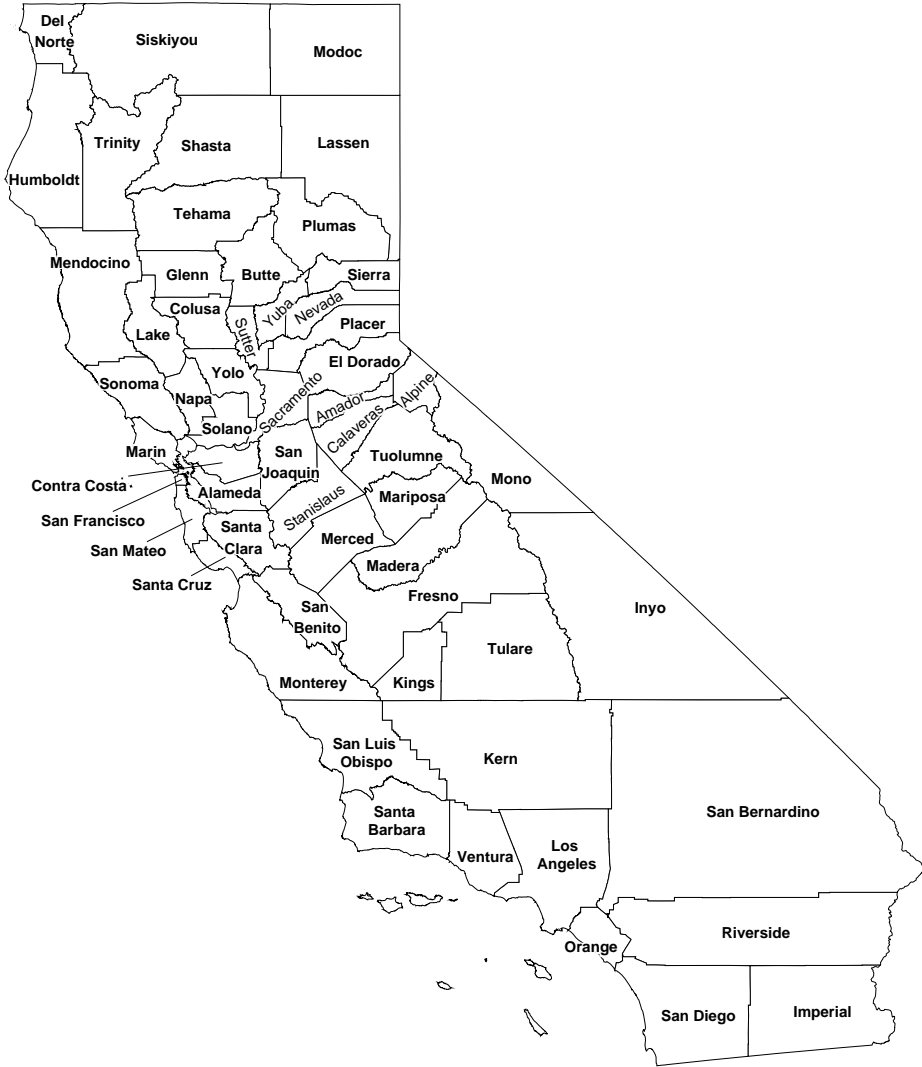 Del
Norte
Siskiyou
Modoc
Trinity
Shasta
Lassen
Humboldt
Tehama
Plumas
Mendocino
Glenn
Butte
Sierra
Colusa
Sutter
Yuba
Nevada
Lake
Placer
Sonoma
Yolo
El Dorado
Napa
Sacramento
Amador
Alpine
Solano
Calaveras
Marin
San
Joaquin
Tuolumne
Mono
Contra Costa
Alameda
Stanislaus
Mariposa
San Francisco
Santa
Clara
Merced
San Mateo
Madera
Santa Cruz
Fresno
San
Benito
Inyo
Tulare
Monterey
Kings
San Luis
Obispo
Kern
Santa
Barbara
San Bernardino
Ventura
Los
Angeles
Orange
Riverside
San Diego
Imperial